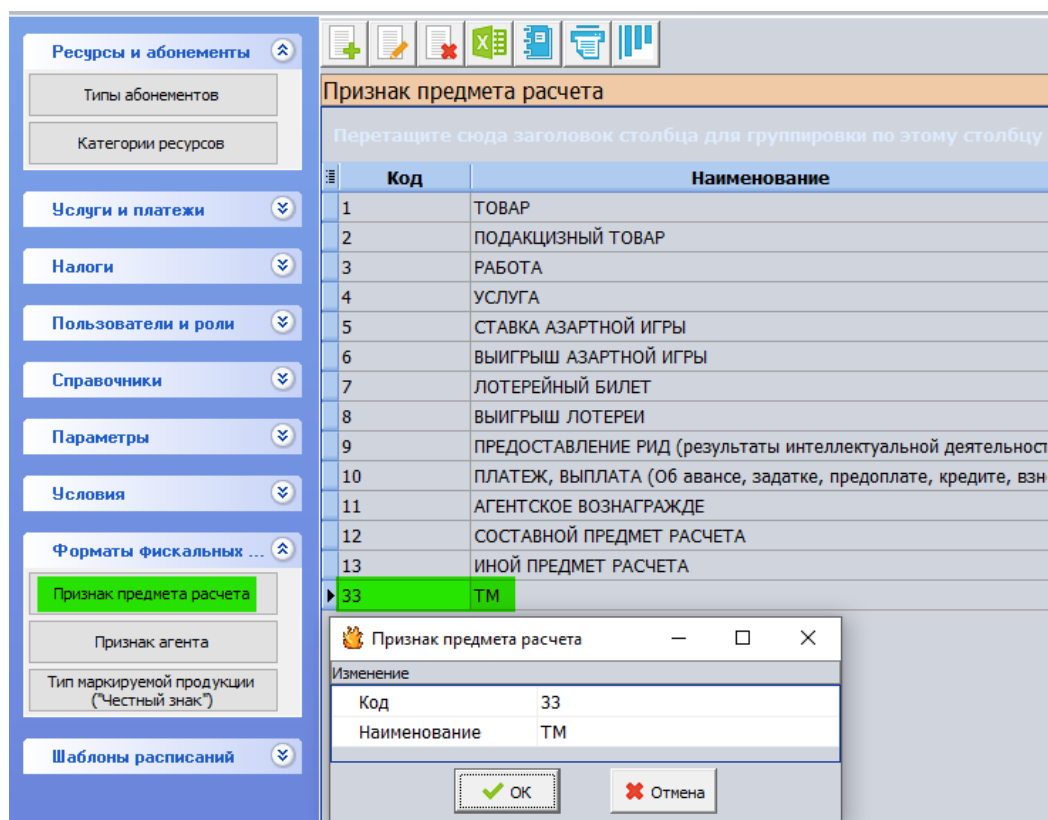 Ресурсы и абонементы
Типы абонементов
Категории ресурсов
Услуги и платежи
Налоги
Пользователи и роли
Справочники
Параметры
Условия
Форматы фискальных ...
Признак предмета расчета
Признак агента
Тип маркируемой продукции
("Честный знак")
Шаблоны расписаний
Признак предмета расчета
Перетащите сюда заголовок столбца для группировки по этому столбцу
Код Наименование
1 ТОВАР
2 ПОДАКЦИЗНЫЙ ТОВАР
3 РАБОТА
4 УСЛУГА
5 СТАВКА АЗАРТНОЙ ИГРЫ
6 ВЫИГРЫШ АЗАРТНОЙ ИГРЫ
7 ЛОТЕРЕЙНЫЙ БИЛЕТ
8 ВЫИГРЫШ ЛОТЕРЕИ
9 ПРЕДОСТАВЛЕНИЕ РИД (результаты интеллектуальной деятельност
10 ПЛАТЕЖ, ВЫПЛАТА (Об авансе, задатке, предоплате, кредите, взн
11 АГЕНТСКОЕ ВОЗНАГРАЖДЕ
12 СОСТАВНОЙ ПРЕДМЕТ РАСЧЕТА
13 ИНОЙ ПРЕДМЕТ РАСЧЕТА
33 ТМ
Признак предмета расчета
Изменение
Код 33
Наименование ТМ
ОК
Отмена